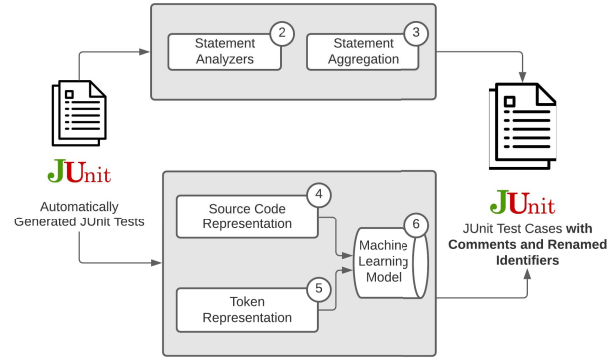 2
Statement
Analyzers
3
Statement
Aggregation
JUnit
Automatically
Generated JUnit Tests
4
Source Code
Representation
5
Token
Representation
6
Machine
Learning
Model
JUnit
JUnit Test Cases with
Comments and Renamed
Identifiers